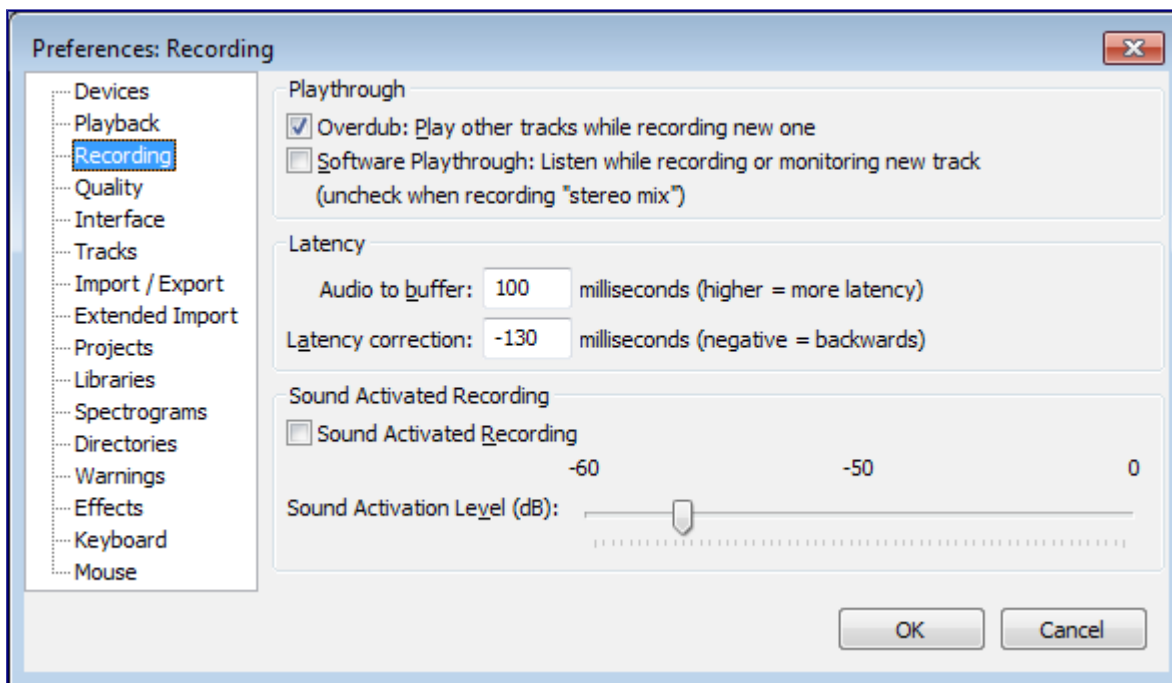 Preferences: Recording
Devices
Playback
Recording
Quality
Interface
Tracks
Import / Export
Extended Import
Projects
Libraries
Spectrograms
Directories
Warnings
Effects
Keyboard
Mouse
Playthrough
Overdub: Play other tracks while recording new one
Software Playthrough: Listen while recording or monitoring new track
(uncheck when recording "stereo mix")
Latency
Audio to buffer: 100 milliseconds (higher = more latency)
Latency correction: -130 milliseconds (negative = backwards)
Sound Activated Recording
Sound Activated Recording
-60 -50 0
Sound Activation Level (dB):
OK Cancel